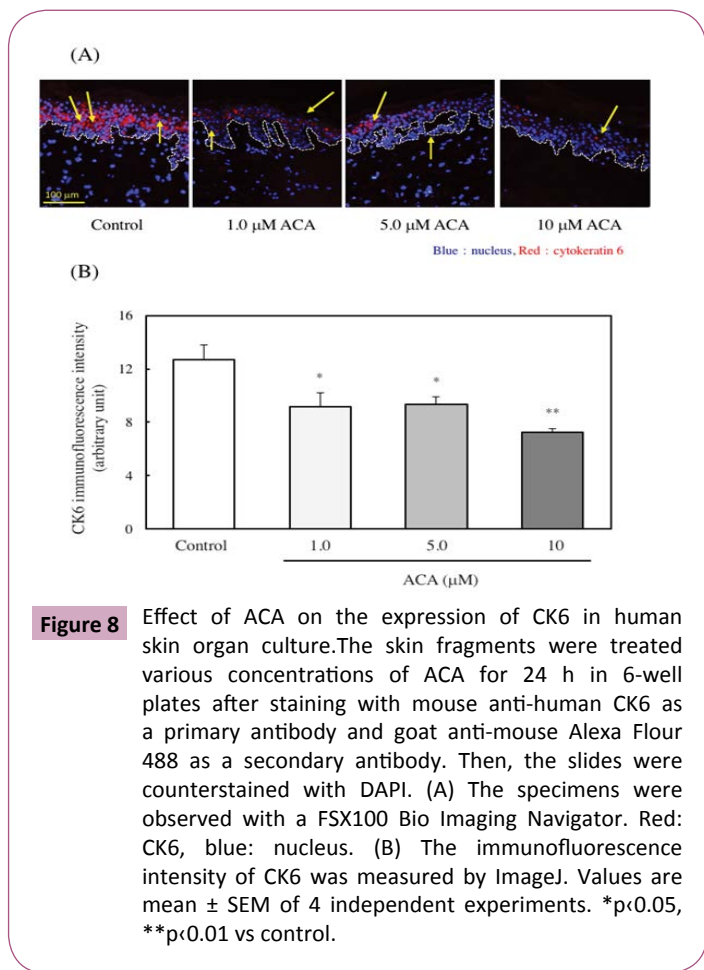 (A)
100 μm
Control 1.0 μM ACA 5.0 μM ACA 10 μM ACA
Blue : nucleus, Red : cytokeratin 6
(B)
CK6 immunofluorescence intensity
(arbitrary unit)
16
12
8
4
0
* * **
Control 1.0 5.0 10
ACA (μM)
Figure 8
Effect of ACA on the expression of CK6 in human
skin organ culture.The skin fragments were treated
various concentrations of ACA for 24 h in 6-well
plates after staining with mouse anti-human CK6 as
a primary antibody and goat anti-mouse Alexa Flour
488 as a secondary antibody. Then, the slides were
counterstained with DAPI. (A) The specimens were
observed with a FSX100 Bio Imaging Navigator. Red:
CK6, blue: nucleus. (B) The immunofluorescence
intensity of CK6 was measured by ImageJ. Values are
mean ± SEM of 4 independent experiments. *p‹0.05,
**p‹0.01 vs control.